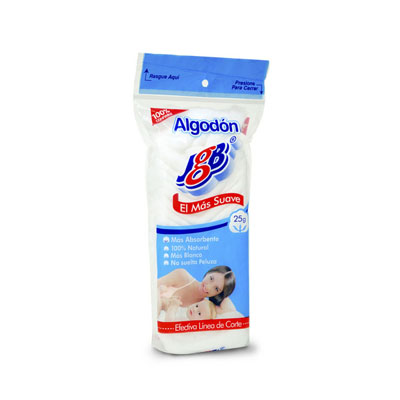 Rasgue Aquí
Presione
Para Cerrar
100%
Algodón
JGB®
El Más Suave
25g
Más Absorbente
100% Natural
Más Blanco
No suelta Pelusa
Efectiva Línea de Corte